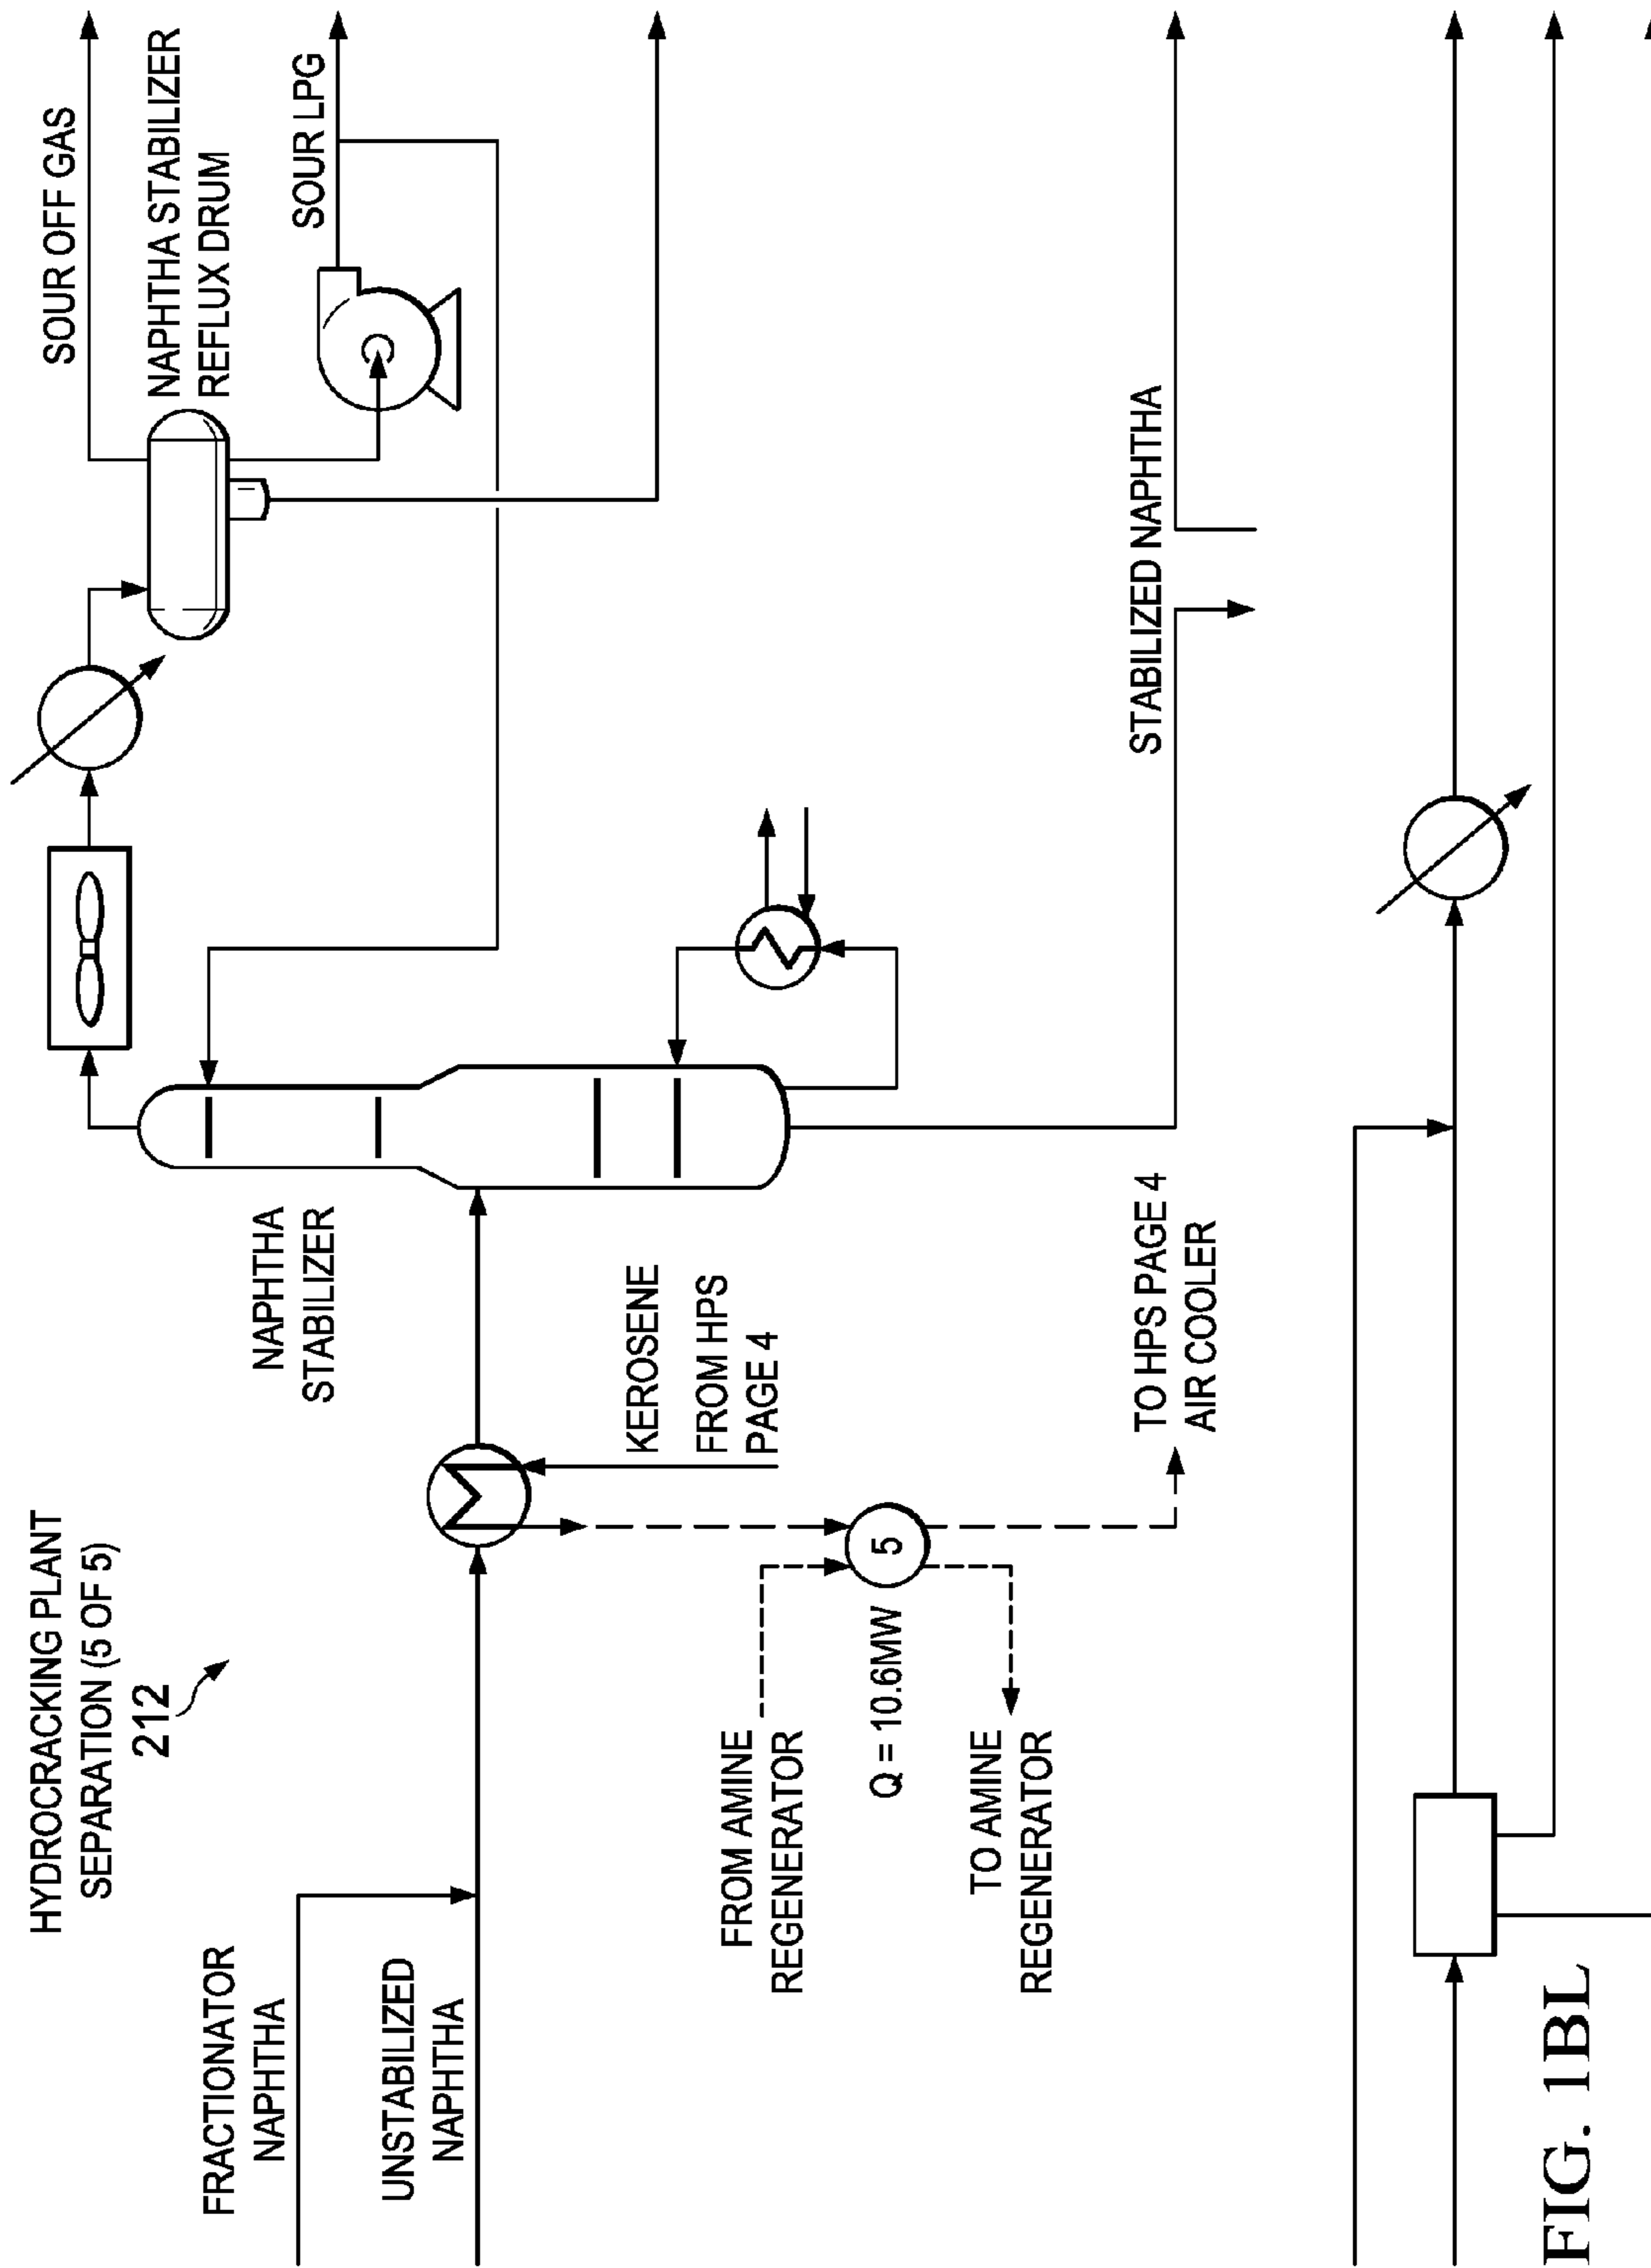 HYDROCRACKING PLANT
SEPARATION (5 OF 5)
212
FRACTIONATOR
NAPHTHA
UNSTABILIZED
NAPHTHA
NAPHTHA
STABILIZER
SOUR OFF GAS
NAPHTHA STABILIZER
REFLUX DRUM
SOUR LPG
KEROSENE
FROM HPS
PAGE 4
FROM AMINE
REGENERATOR
5
Q = 10.6MW
TO AMINE
REGENERATOR
TO HPS PAGE 4
AIR COOLER
STABILIZED NAPHTHA
FIG. 1BL